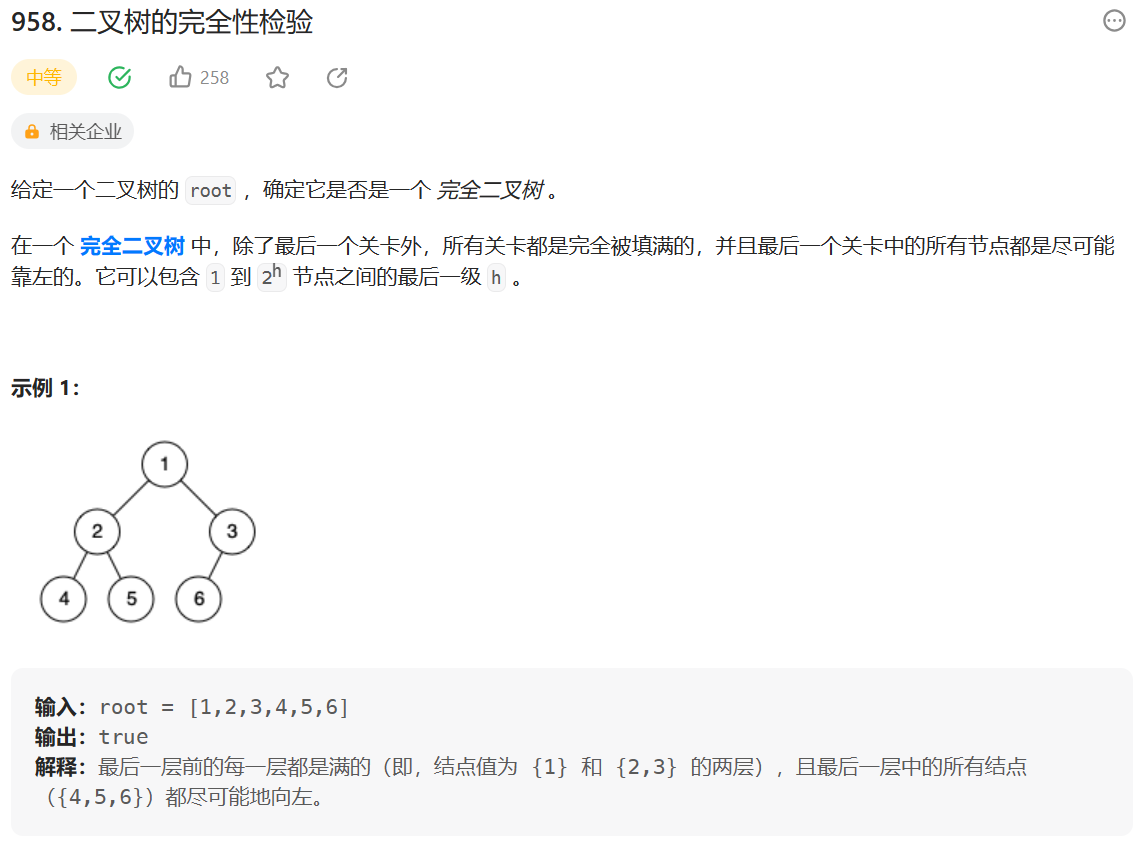 958. 二叉树的完全性检验
中等 258
相关企业
给定一个二叉树的 root ，确定它是否是一个 完全二叉树 。
在一个 完全二叉树 中，除了最后一个关卡外，所有关卡都是完全被填满的，并且最后一个关卡中的所有节点都是尽可能
靠左的。它可以包含 1 到 2^h 节点之间的最后一级 h 。
示例 1：
1
2 3
4 5 6
输入：root = [1,2,3,4,5,6]
输出：true
解释：最后一层前的每一层都是满的（即，结点值为 {1} 和 {2,3} 的两层），且最后一层中的所有结点
（{4,5,6}）都尽可能地向左。